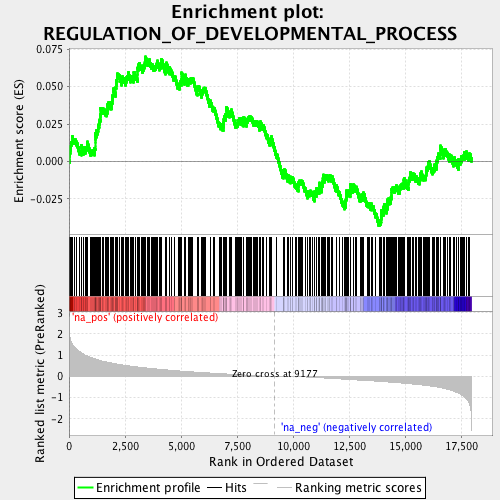 Enrichment plot:
REGULATION_OF_DEVELOPMENTAL_PROCESS
Enrichment score (ES)
0.075
0.050
0.025
0.000
-0.025
'na_pos' (positively correlated)
Ranked list metric (PreRanked)
3
2
1
0
-1
-2
Zero cross at 9177
'na_neg' (negatively correlated)
0
2,500
5,000
7,500
10,000
12,500
15,000
17,500
Rank in Ordered Dataset
Enrichment profile
Hits
Ranking metric scores